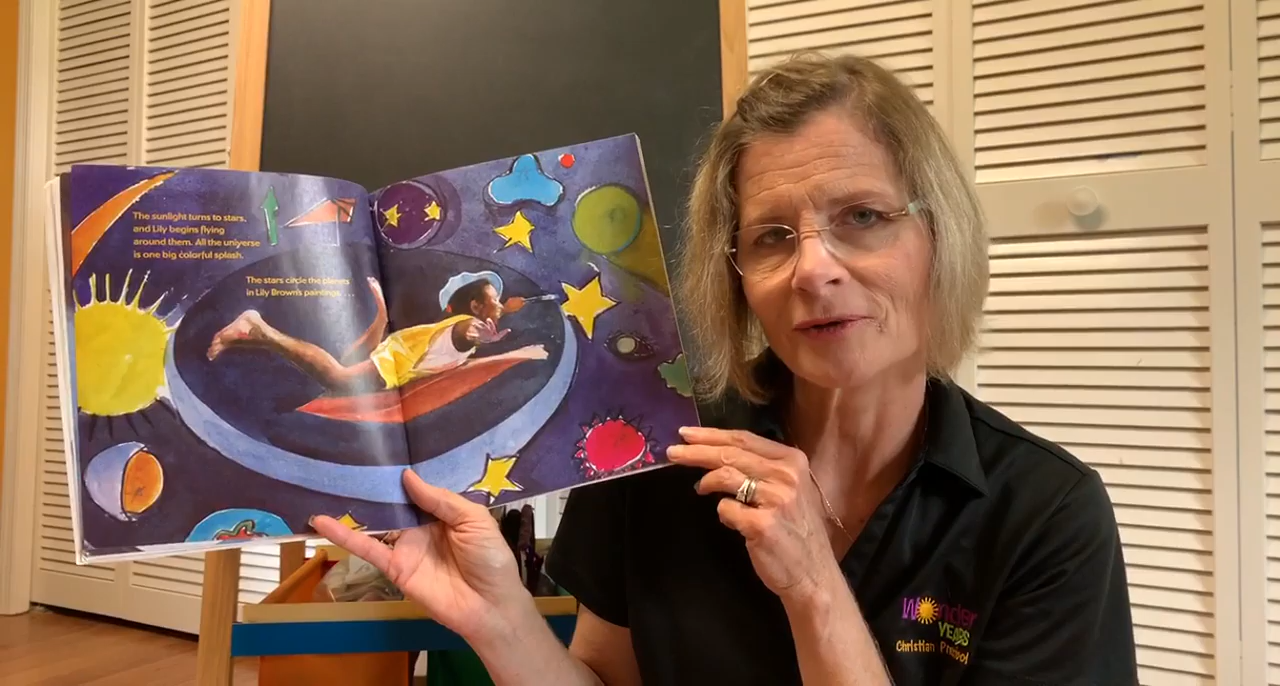 The sunlight turns to stars,
and Lily begins flying
around them. All the universe
is one big colorful splash.
The stars circle the planets
in Lily Brown's paintings . . .
Wonder
YEARS
Christian Preschool